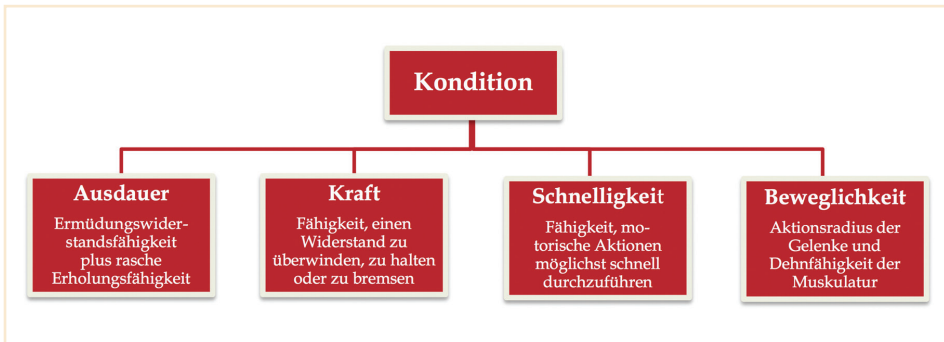 Kondition
Ausdauer
Ermüdungswider-
standsfähigkeit
plus rasche
Erholungsfähigkeit
Kraft
Fähigkeit, einen
Widerstand zu
überwinden, zu halten
oder zu bremsen
Schnelligkeit
Fähigkeit, mo-
torische Aktionen
möglichst schnell
durchzuführen
Beweglichkeit
Aktionsradius der
Gelenke und
Dehnfähigkeit der
Muskulatur